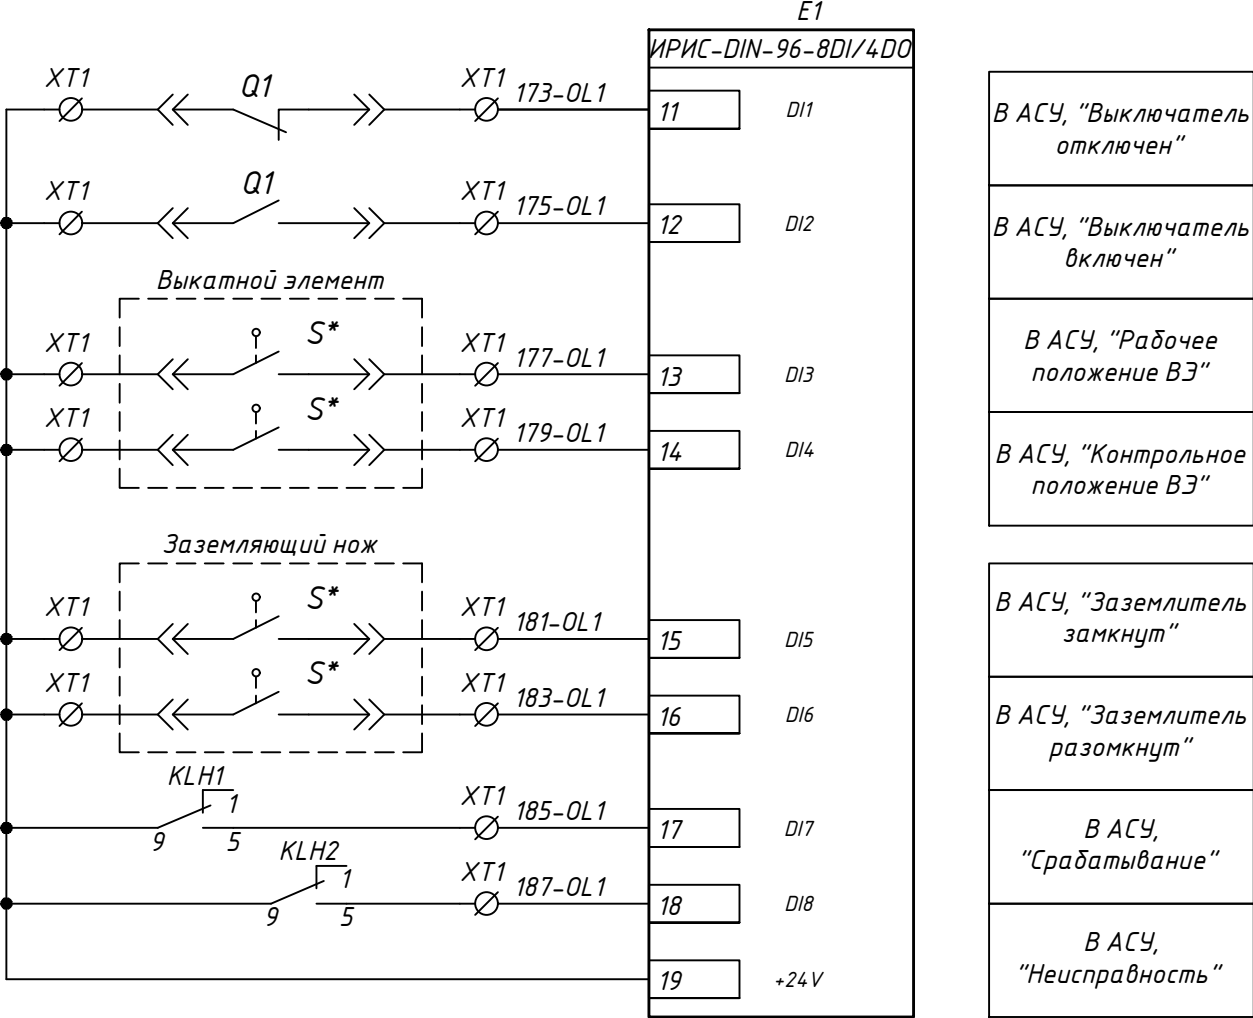 E1
ИРИС-DIN-96-8DI/4DO
XT1 Q1 XT1 173-OL1 11 DI1
В АСУ, "Выключатель
отключен"
XT1 Q1 XT1 175-OL1 12 DI2
В АСУ, "Выключатель
включен"
Выкатной элемент
XT1 S* XT1 177-OL1 13 DI3
В АСУ, "Рабочее
положение ВЭ"
XT1 S* XT1 179-OL1 14 DI4
В АСУ, "Контрольное
положение ВЭ"
Заземляющий нож
XT1 S* XT1 181-OL1 15 DI5
В АСУ, "Заземлитель
замкнут"
XT1 S* XT1 183-OL1 16 DI6
В АСУ, "Заземлитель
разомкнут"
KLH1
1
9 5
XT1 185-OL1 17 DI7
В АСУ,
"Срабатывание"
KLH2
1
9 5
XT1 187-OL1 18 DI8
В АСУ,
"Неисправность"
19 +24V